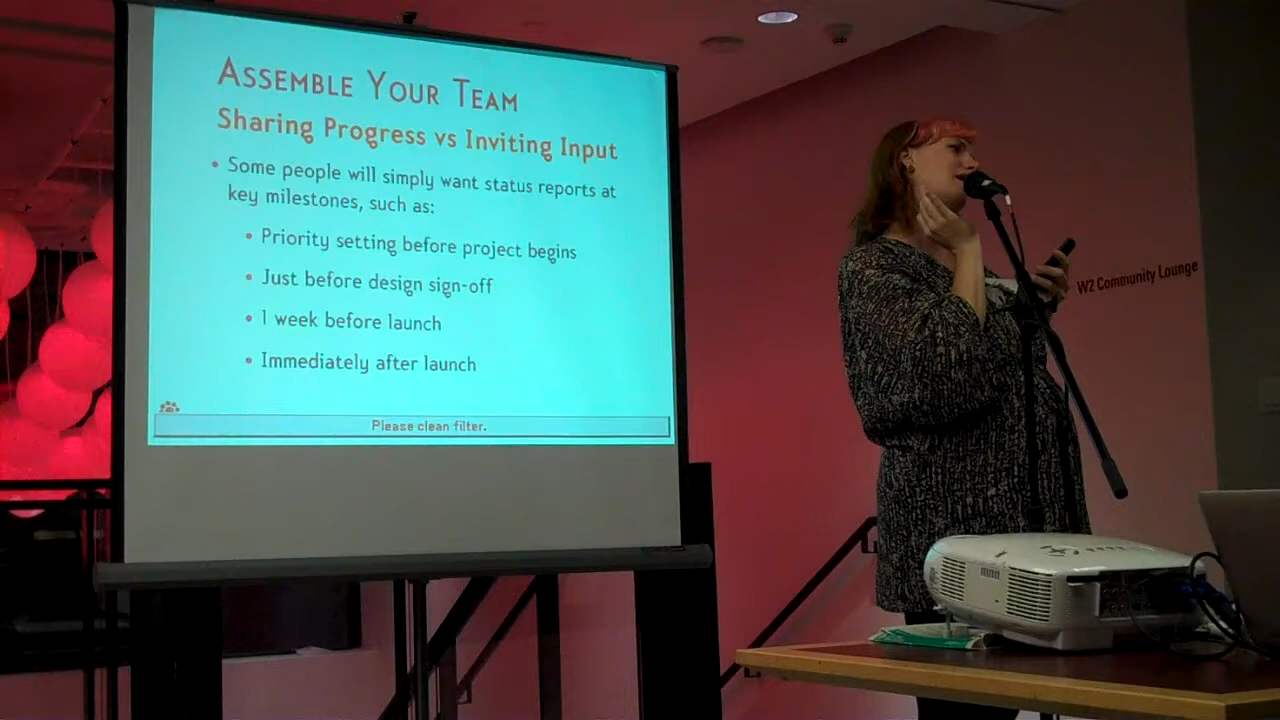 Assemble Your Team
Sharing Progress vs Inviting Input
• Some people will simply want status reports at
key milestones, such as:
• Priority setting before project begins
• Just before design sign-off
• 1 week before launch
• Immediately after launch
Please clean filter.
W2 Community Lounge